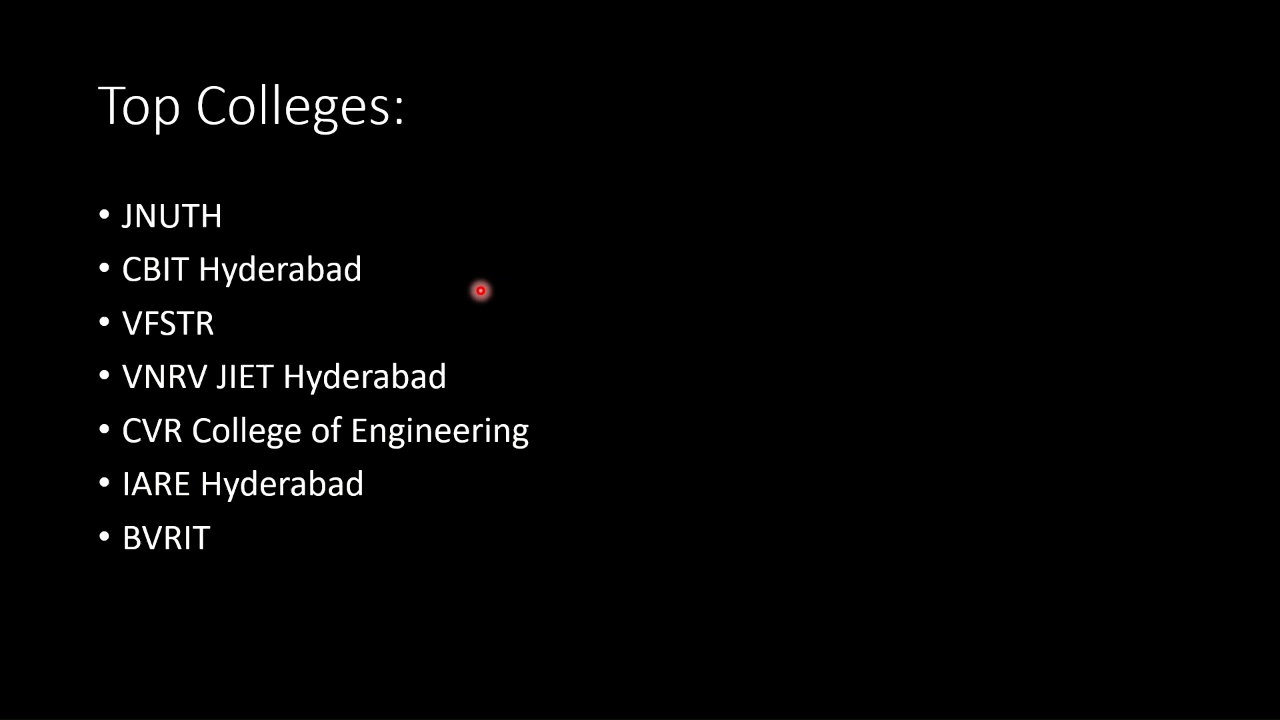 Top Colleges:
• JNUTH
• CBIT Hyderabad
• VFSTR
• VNRV JIET Hyderabad
• CVR College of Engineering
• IARE Hyderabad
• BVRIT